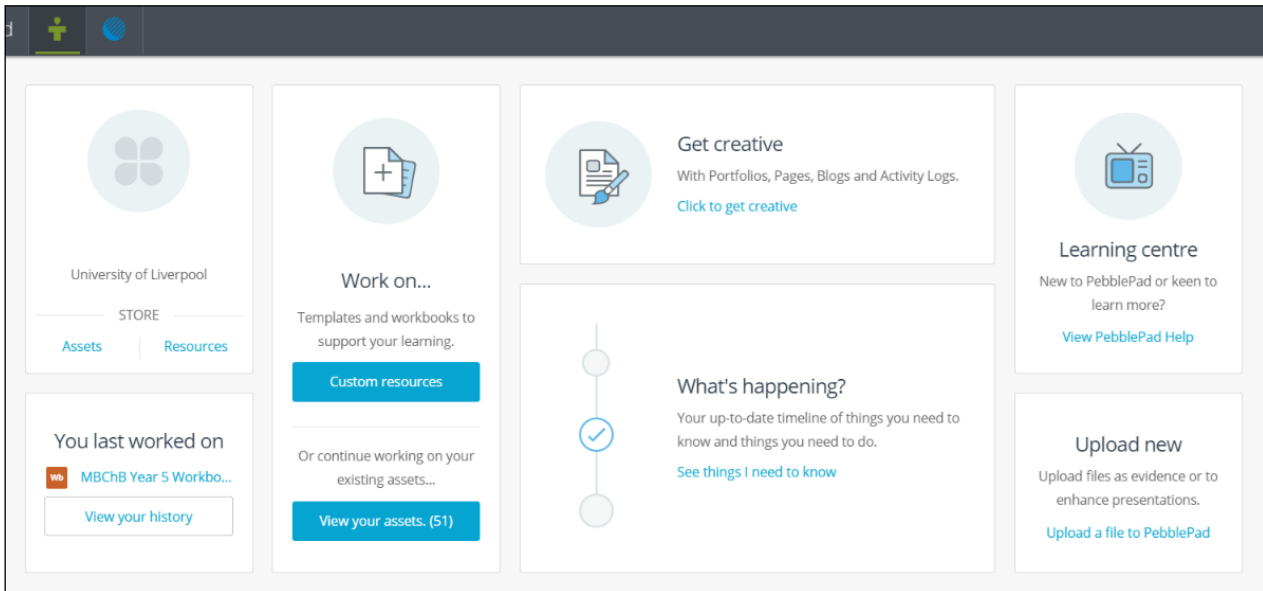 d
University of Liverpool
STORE
Assets
Resources
You last worked on
Wb MBChB Year 5 Workbo...
View your history
Work on...
Templates and workbooks to
support your learning.
Custom resources
Or continue working on your
existing assets...
View your assets. (51)
Get creative
With Portfolios, Pages, Blogs and Activity Logs.
Click to get creative
What's happening?
Your up-to-date timeline of things you need to
know and things you need to do.
See things I need to know
Learning centre
New to PebblePad or keen to
learn more?
View PebblePad Help
Upload new
Upload files as evidence or to
enhance presentations.
Upload a file to PebblePad